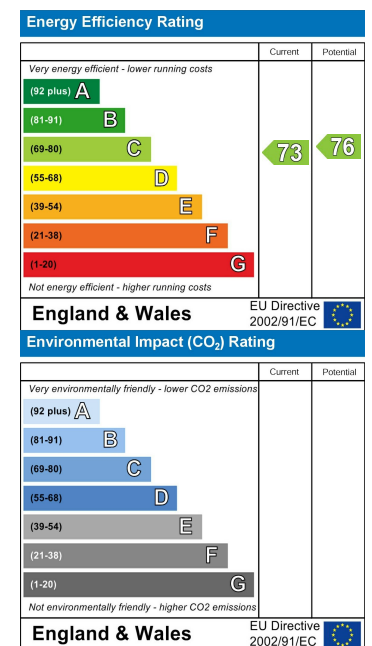 Energy Efficiency Rating
Current Potential
Very energy efficient - lower running costs
(92 plus) A
(81-91) B
(69-80) C
73 76
(55-68) D
(39-54) E
(21-38) F
(1-20) G
Not energy efficient - higher running costs
England & Wales
EU Directive
2002/91/EC
Environmental Impact (CO₂) Rating
Current Potential
Very environmentally friendly - lower CO2 emissions
(92 plus) A
(81-91) B
(69-80) C
(55-68) D
(39-54) E
(21-38) F
(1-20) G
Not environmentally friendly - higher CO2 emissions
England & Wales
EU Directive
2002/91/EC